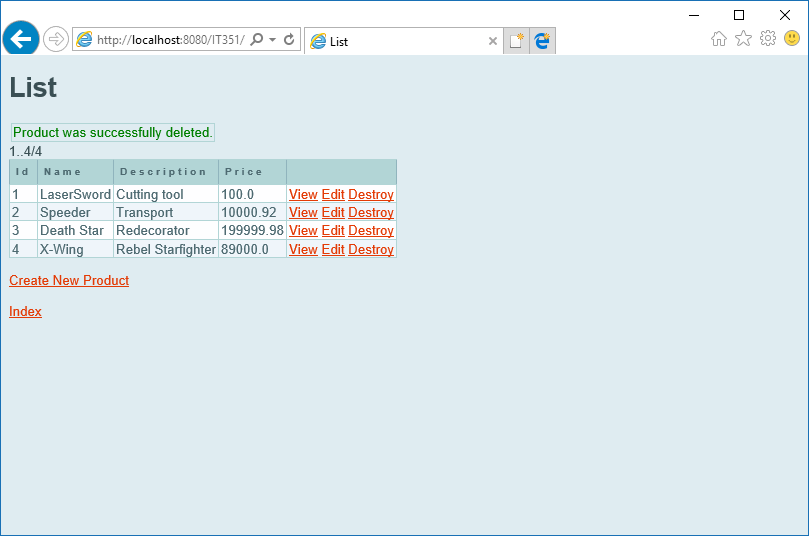 http://localhost:8080/IT351/ List
List
Product was successfully deleted.
1..4/4
Id Name Description Price
1 LaserSword Cutting tool 100.0 View Edit Destroy
2 Speeder Transport 10000.92 View Edit Destroy
3 Death Star Redecorator 199999.98 View Edit Destroy
4 X-Wing Rebel Starfighter 89000.0 View Edit Destroy
Create New Product
Index